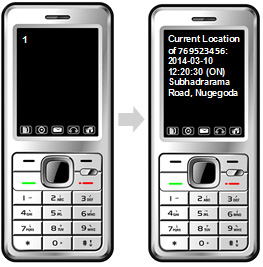 1
Current Location
of 769523456:
2014-03-10
12:20:30 (ON)
Subhadrarama
Road, Nugegoda